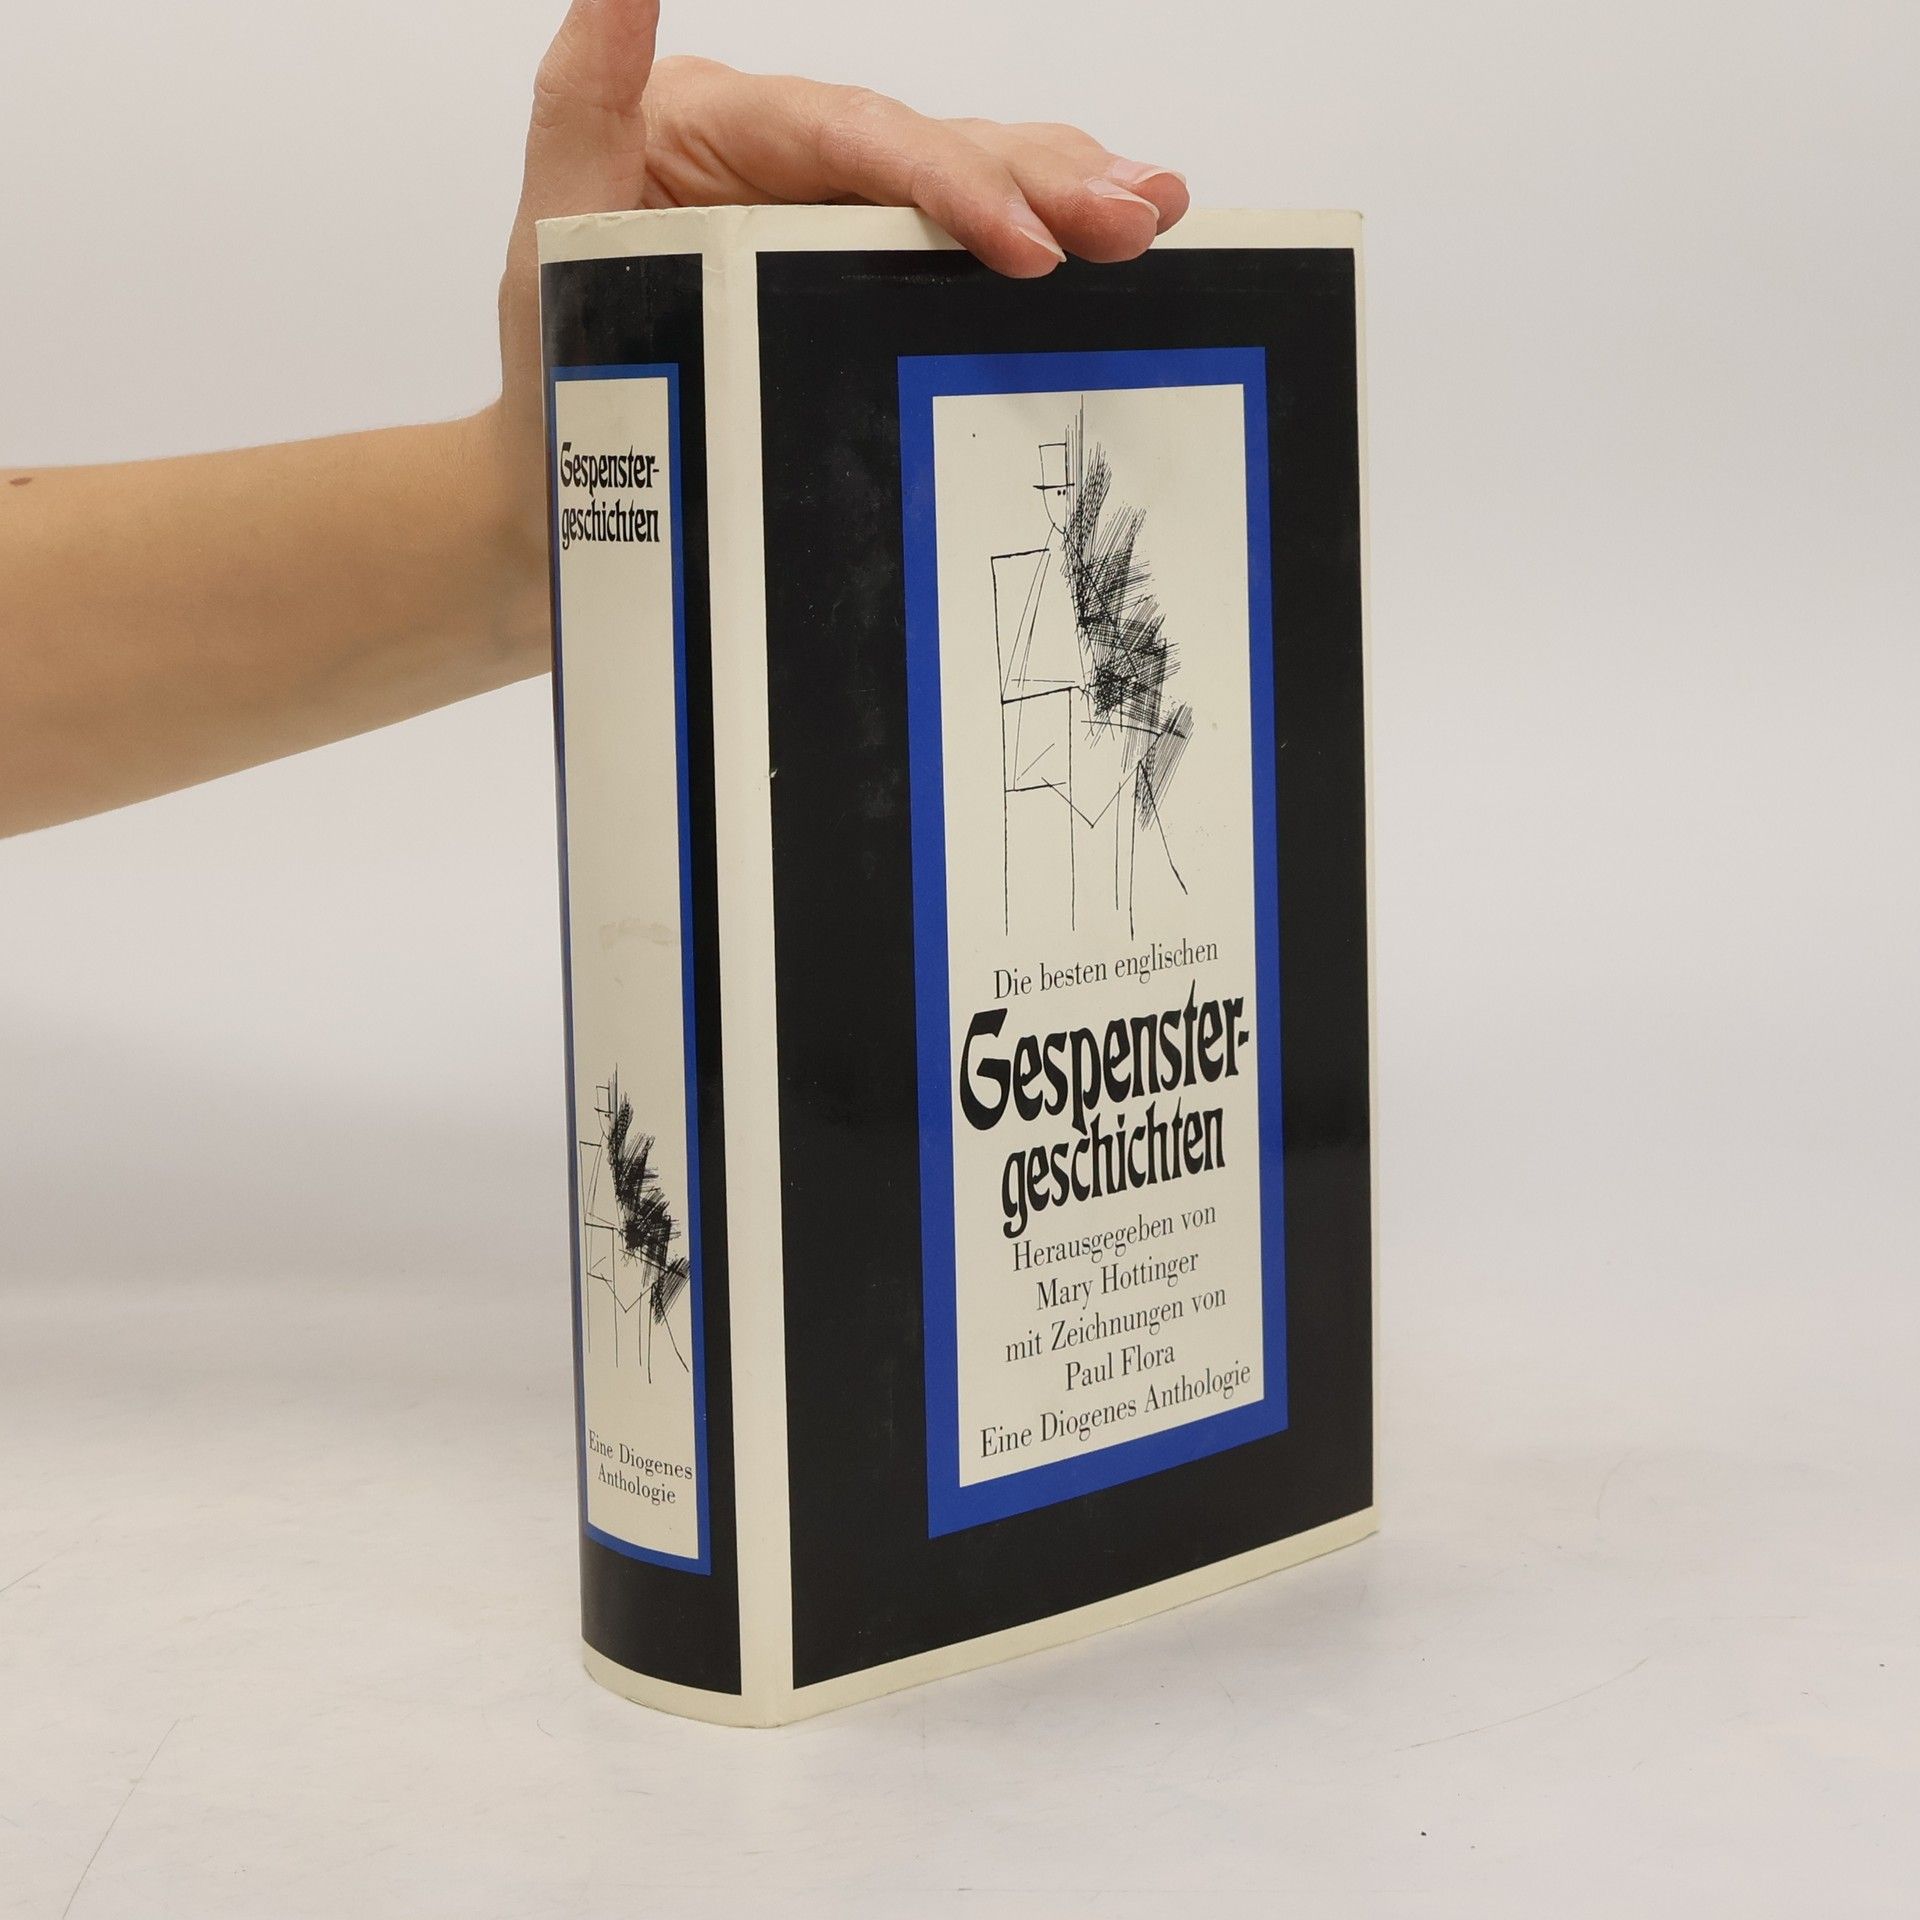 Gespenster-
geschichten
Eine Diogenes
Anthologie
Die besten englischen
Gespenster-
geschichten
Herausgegeben von
Mary Hottinger
mit Zeichnungen von
Paul Flora
Eine Diogenes Anthologie